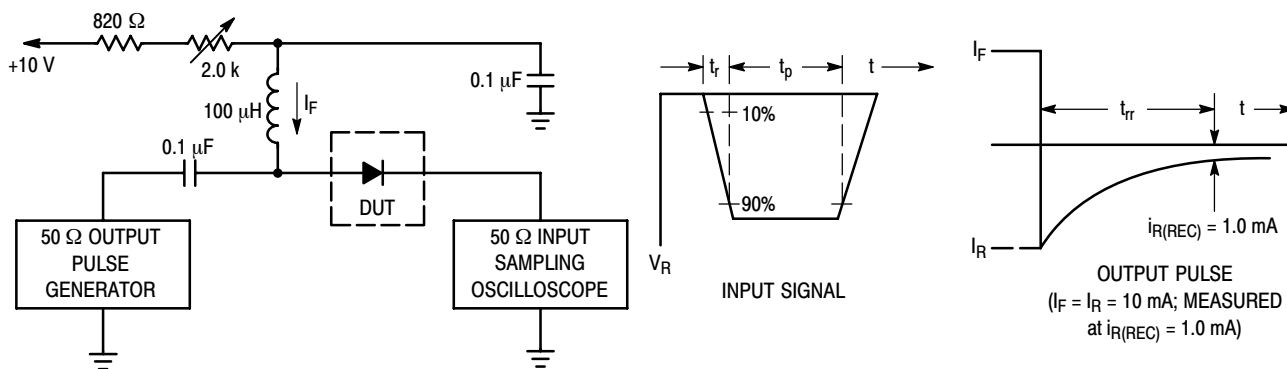 820 Ω
+10 V
2.0 k
100 μH
I_F
0.1 μF
0.1 μF
DUT
50 Ω OUTPUT
PULSE
GENERATOR
50 Ω INPUT
SAMPLING
OSCILLOSCOPE
t_r
t_p
t
10%
90%
V_R
INPUT SIGNAL
I_F
t_rr
t
I_R
i_R(REC) = 1.0 mA
OUTPUT PULSE
(I_F = I_R = 10 mA; MEASURED
at i_R(REC) = 1.0 mA)